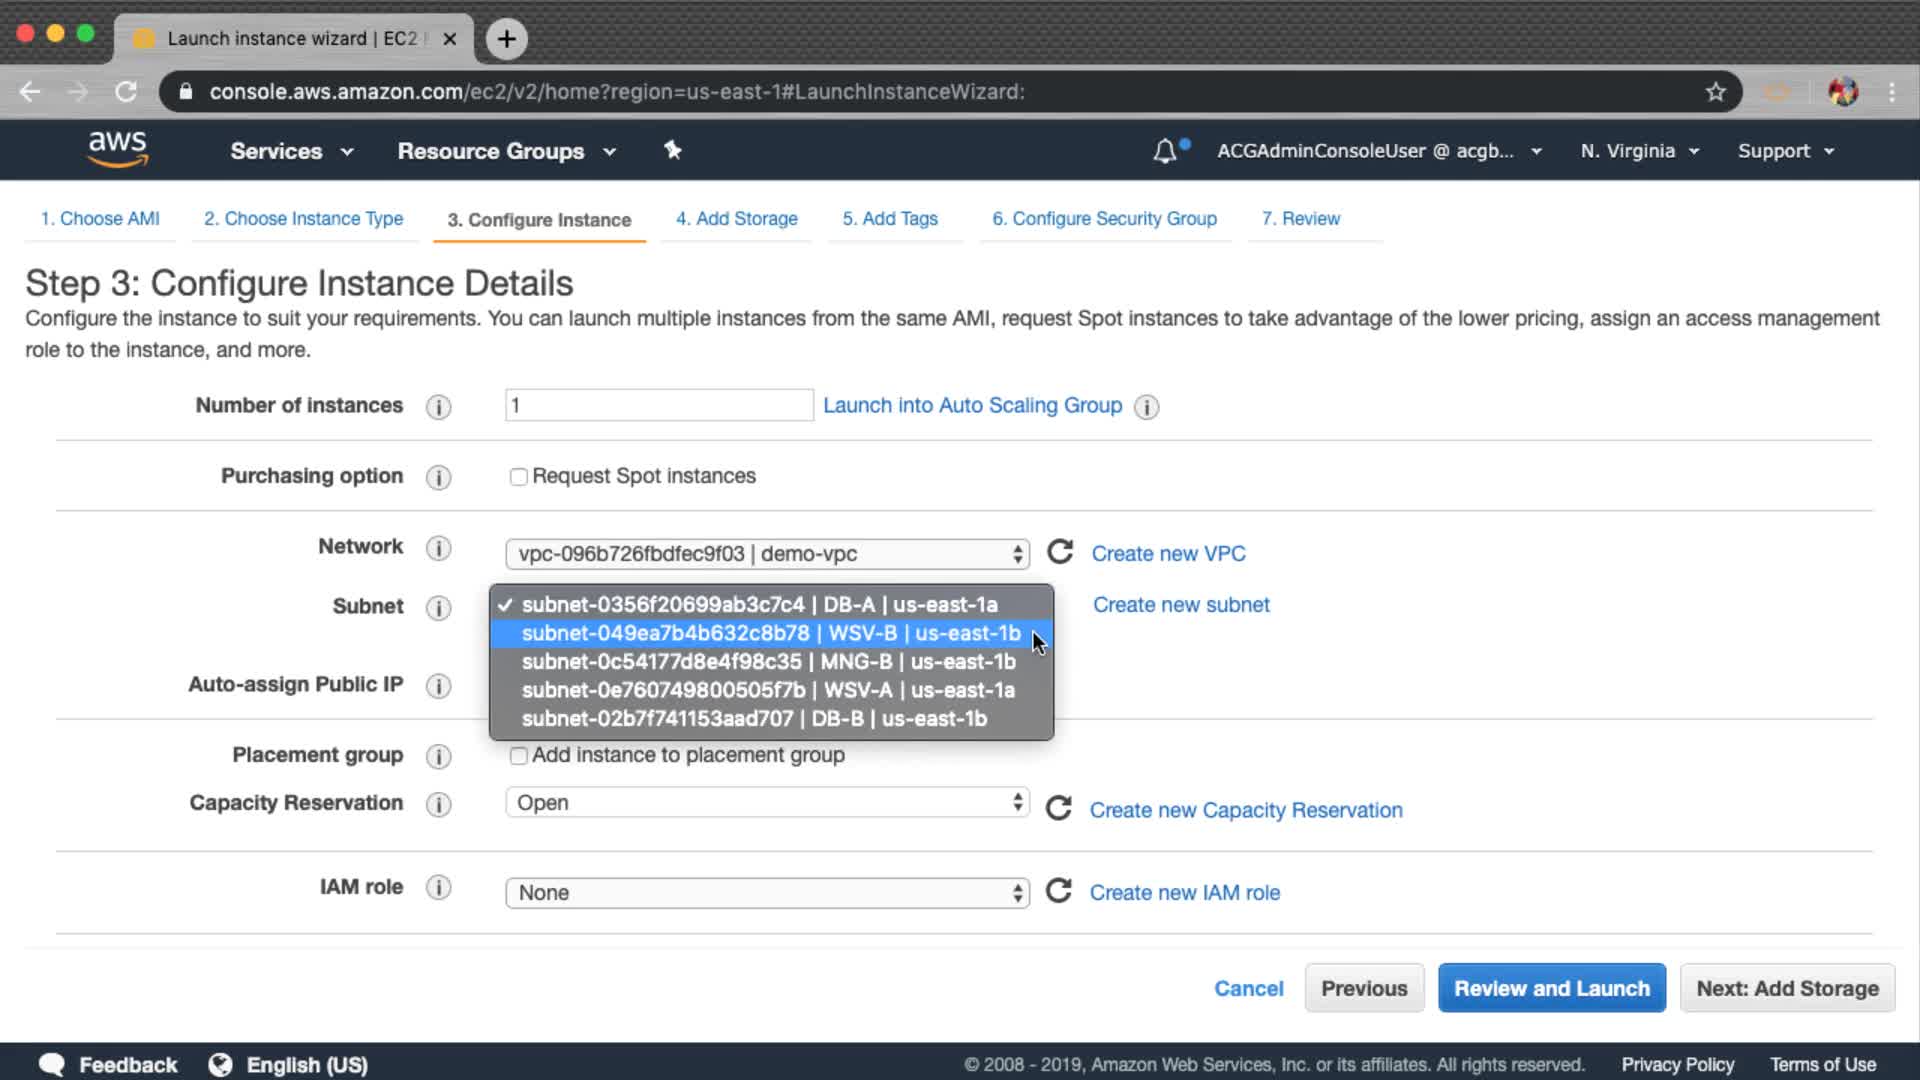 Launch instance wizard | EC2
console.aws.amazon.com/ec2/v2/home?region=us-east-1#LaunchInstanceWizard:
aws
Services
Resource Groups
ACGAdminConsoleUser @ acgb...
N. Virginia
Support
1. Choose AMI
2. Choose Instance Type
3. Configure Instance
4. Add Storage
5. Add Tags
6. Configure Security Group
7. Review
Step 3: Configure Instance Details
Configure the instance to suit your requirements. You can launch multiple instances from the same AMI, request Spot instances to take advantage of the lower pricing, assign an access management
role to the instance, and more.
Number of instances
1
Launch into Auto Scaling Group
Purchasing option
Request Spot instances
Network
vpc-096b726fbdfec9f03 | demo-vpc
Create new VPC
Subnet
✓ subnet-0356f20699ab3c7c4 | DB-A | us-east-1a
Create new subnet
subnet-049ea7b4b632c8b78 | WSV-B | us-east-1b
subnet-0c54177d8e4f98c35 | MNG-B | us-east-1b
Auto-assign Public IP
subnet-0e760749800505f7b | WSV-A | us-east-1a
subnet-02b7f741153aad707 | DB-B | us-east-1b
Placement group
Add instance to placement group
Capacity Reservation
Open
Create new Capacity Reservation
IAM role
None
Create new IAM role
Cancel
Previous
Review and Launch
Next: Add Storage
Feedback
English (US)
© 2008 - 2019, Amazon Web Services, Inc. or its affiliates. All rights reserved.
Privacy Policy
Terms of Use